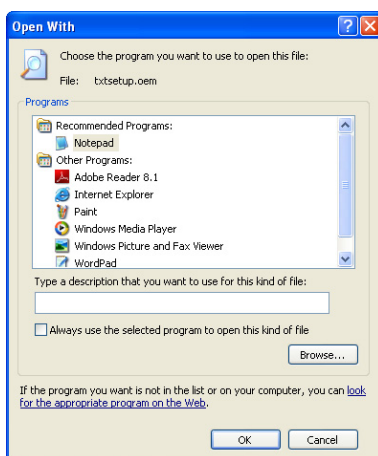 Open With
Choose the program you want to use to open this file:
File: txtsetup.oem
Programs
Recommended Programs:
Notepad
Other Programs:
Adobe Reader 8.1
Internet Explorer
Paint
Windows Media Player
Windows Picture and Fax Viewer
WordPad
Type a description that you want to use for this kind of file:
Always use the selected program to open this kind of file
Browse...
If the program you want is not in the list or on your computer, you can look
for the appropriate program on the Web.
OK Cancel